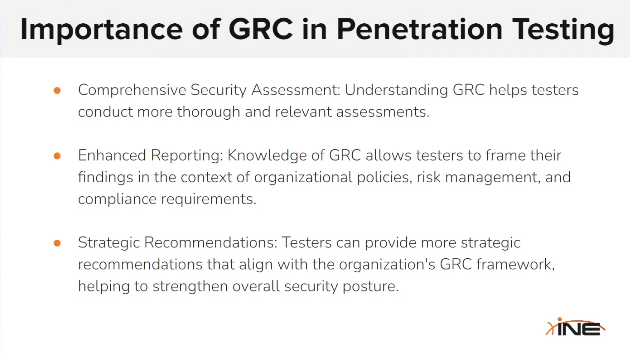 Importance of GRC in Penetration Testing
● Comprehensive Security Assessment: Understanding GRC helps testers
conduct more thorough and relevant assessments.
● Enhanced Reporting: Knowledge of GRC allows testers to frame their
findings in the context of organizational policies, risk management, and
compliance requirements.
● Strategic Recommendations: Testers can provide more strategic
recommendations that align with the organization's GRC framework,
helping to strengthen overall security posture.
INE